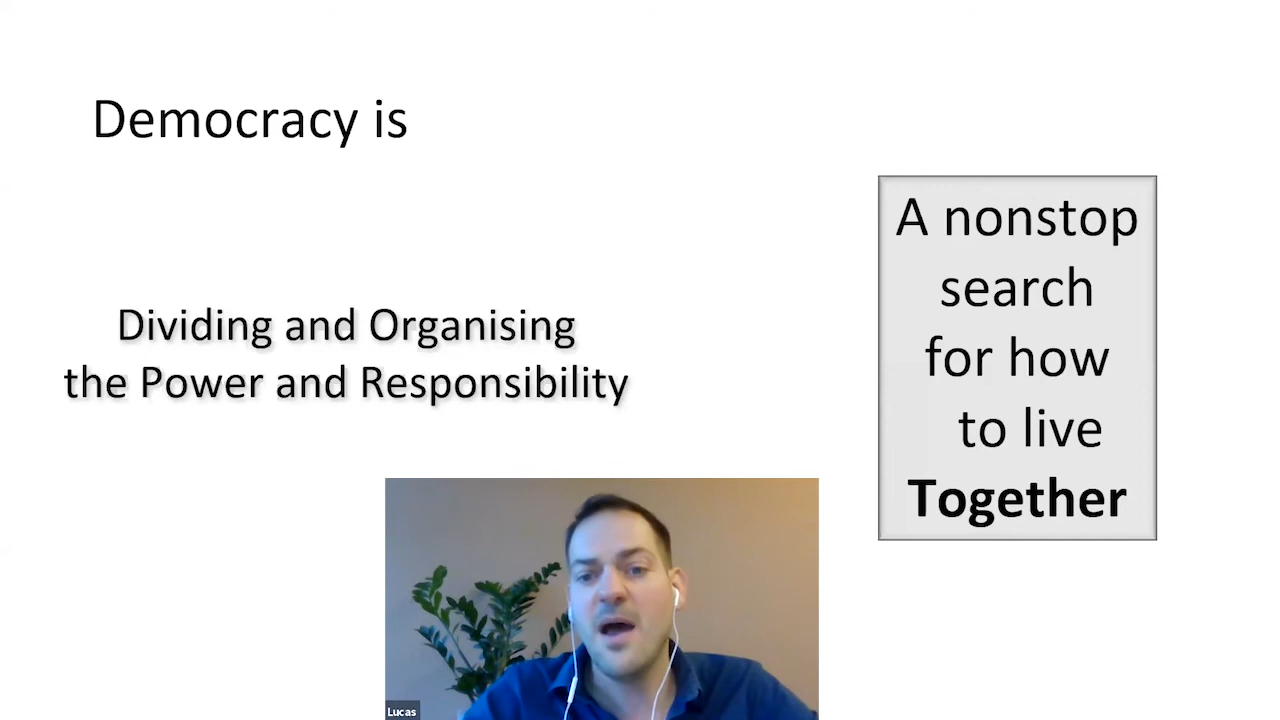 Democracy is
Dividing and Organising
the Power and Responsibility
A nonstop
search
for how
to live
Together
Lucas